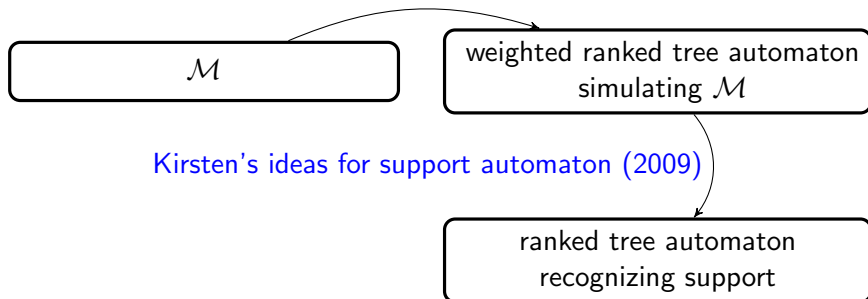 ℳ
weighted ranked tree automaton
simulating ℳ
Kirsten's ideas for support automaton (2009)
ranked tree automaton
recognizing support